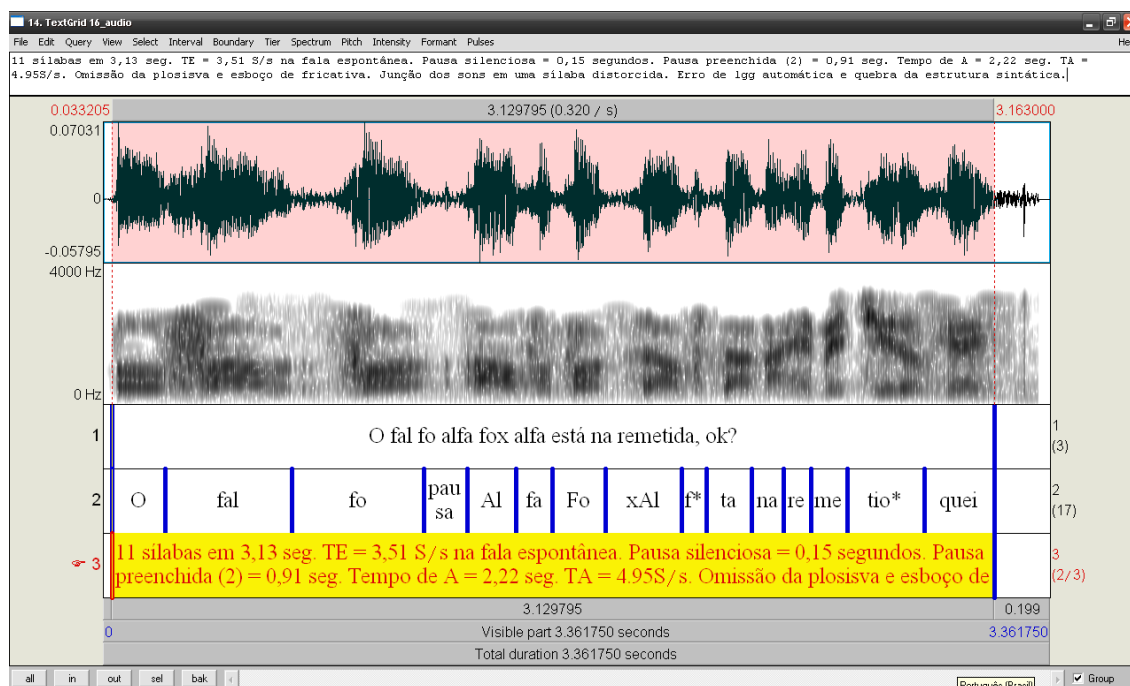 14. TextGrid 16_audio
File Edit Query View Select Interval Boundary Tier Spectrum Pitch Intensity Formant Pulses He
11 sílabas em 3,13 seg. TE = 3,51 S/s na fala espontânea. Pausa silenciosa = 0,15 segundos. Pausa preenchida (2) = 0,91 seg. Tempo de A = 2,22 seg. TA =
4.95S/s. Omissão da plosisva e esboço de fricativa. Junção dos sons em uma sílaba distorcida. Erro de lgg automática e quebra da estrutura sintática.
0.033205 3.129795 (0.320 / s) 3.163000
0.07031
0
-0.05795
4000 Hz
0 Hz
1 O fal fo alfa fox alfa está na remetida, ok? 1
(3)
2 O fal fo pau
sa Al fa Fo xAl f* ta na re me tio* quei 2
(17)
3 11 sílabas em 3,13 seg. TE = 3,51 S/s na fala espontânea. Pausa silenciosa = 0,15 segundos. Pausa 3
preenchida (2) = 0,91 seg. Tempo de A = 2,22 seg. TA = 4.95S/s. Omissão da plosisva e esboço de (2/3)
3.129795 0.199
0 Visible part 3.361750 seconds 3.361750
Total duration 3.361750 seconds
all in out sel bak Português (Brasil) Group